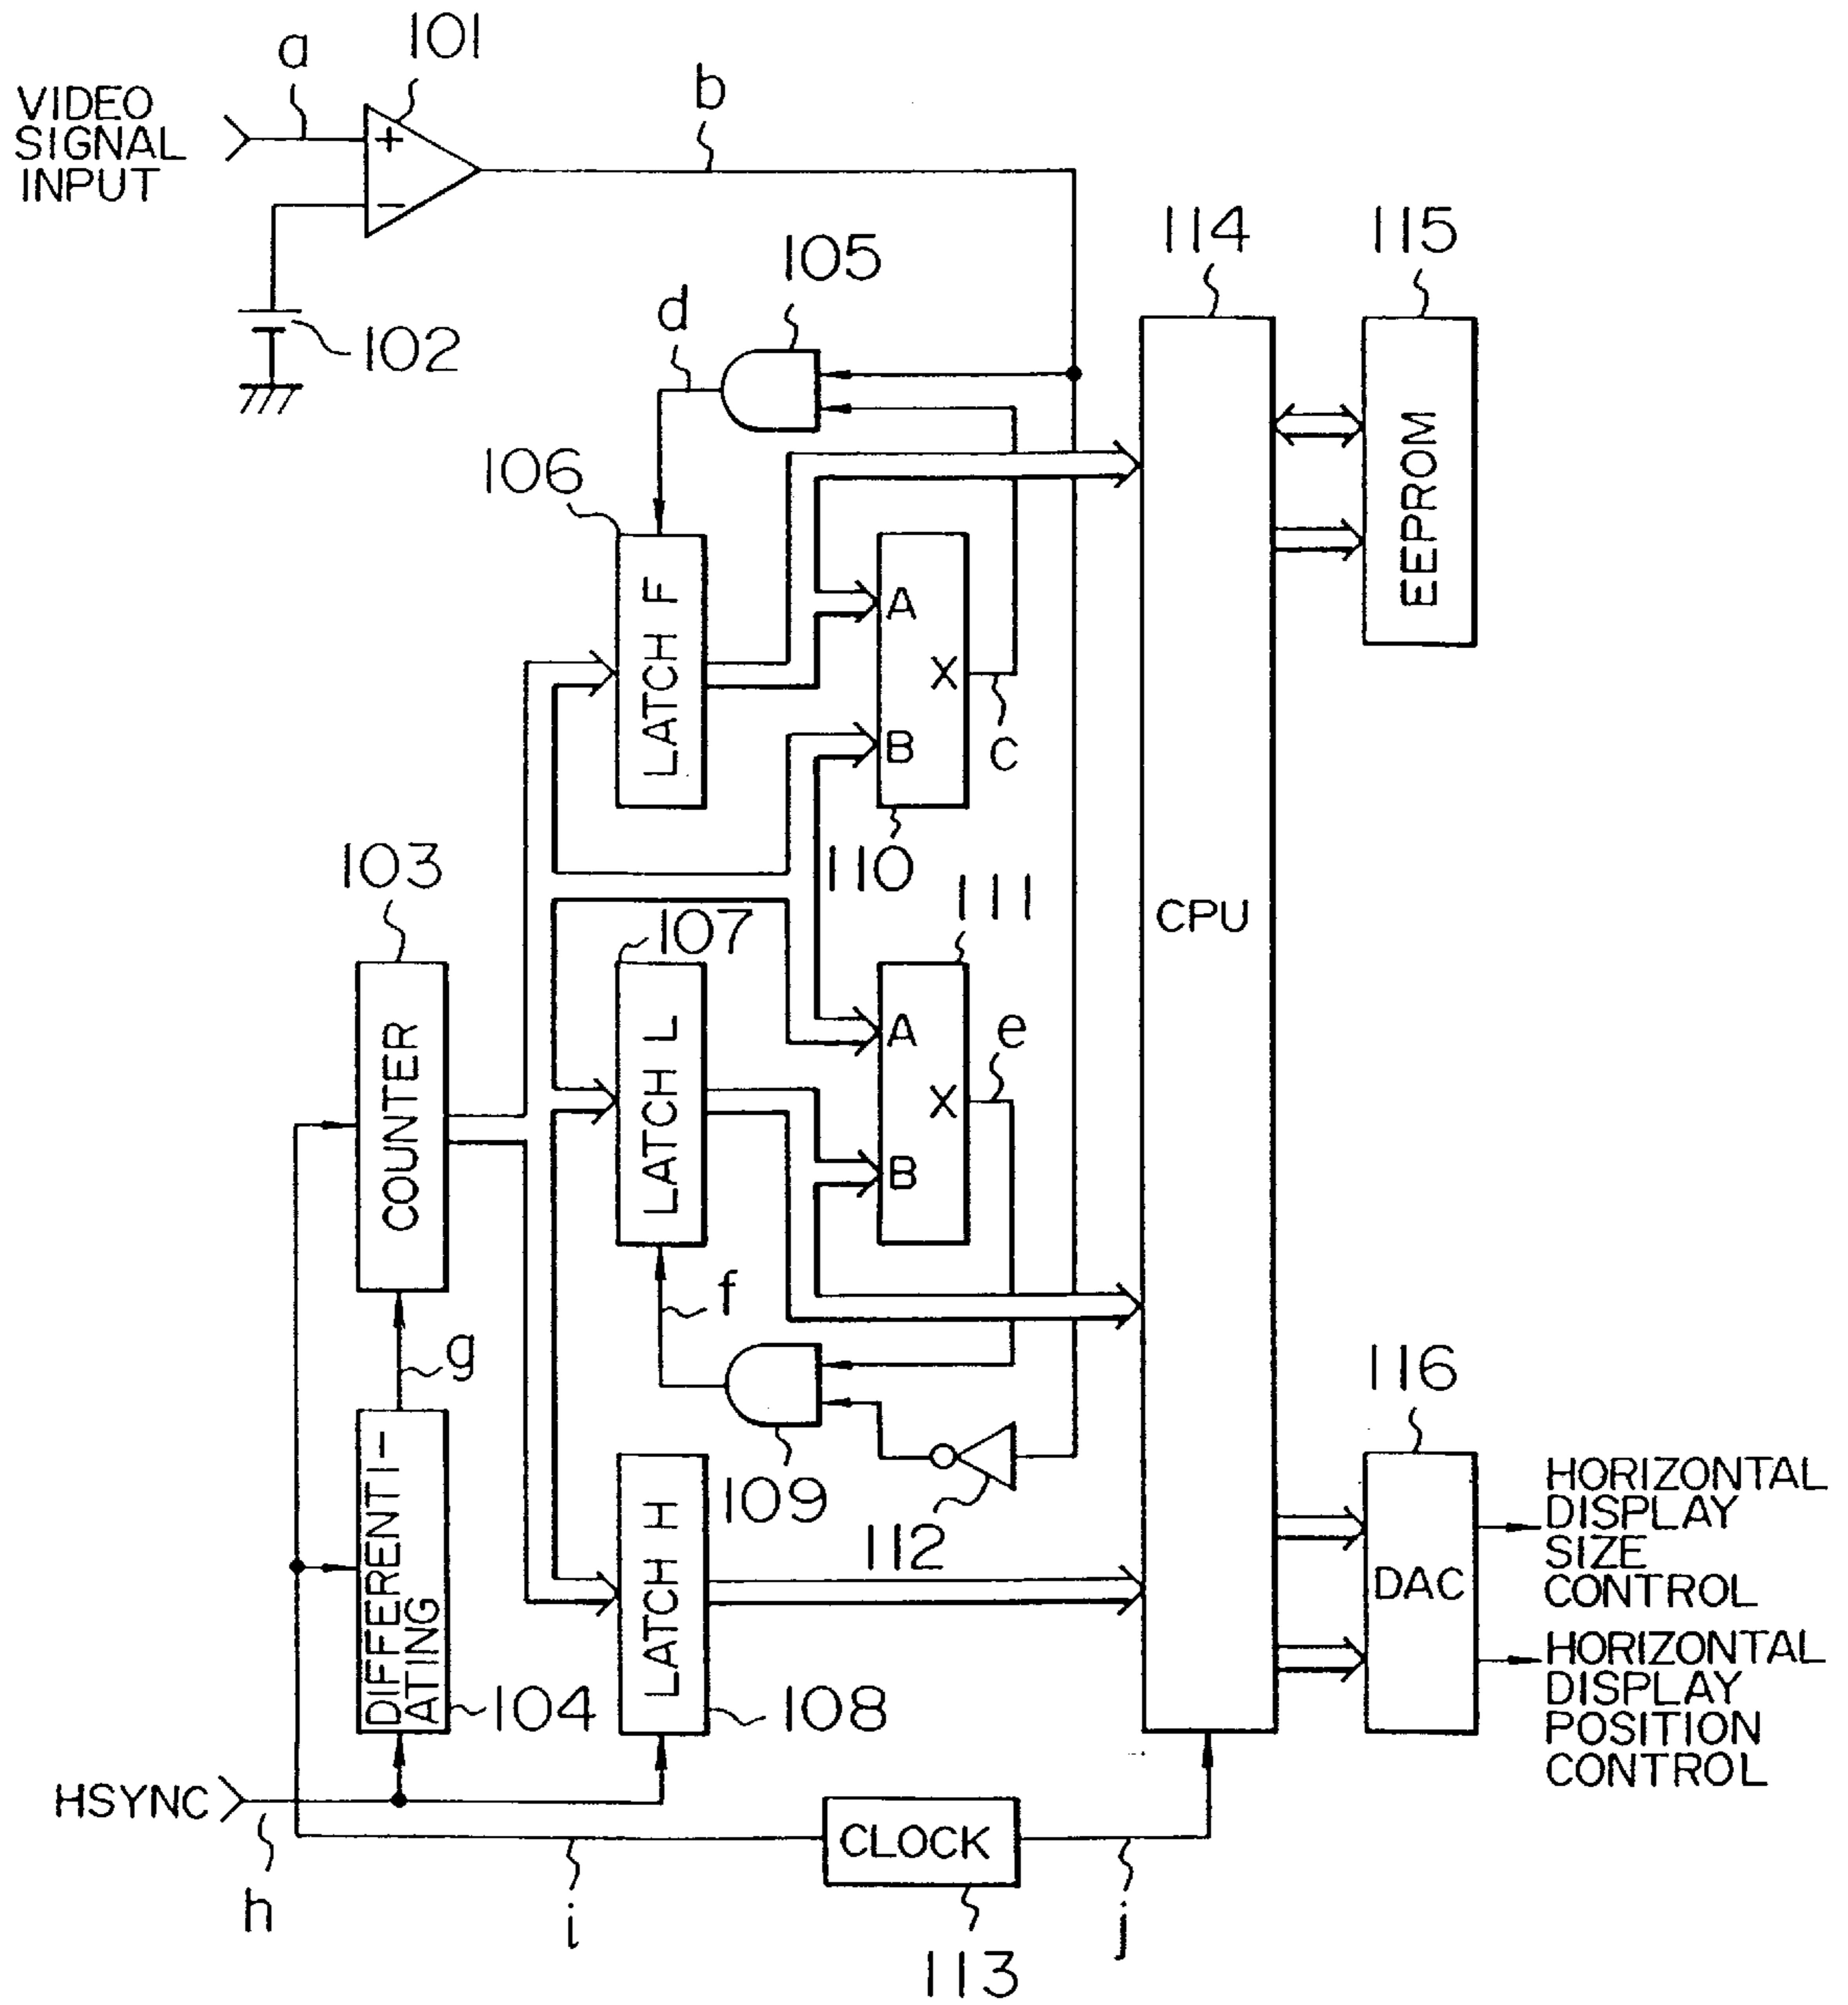 a
101
b
VIDEO
SIGNAL
INPUT
+
−
102
105
d
114
115
106
LATCH F
A
X
B
c
110
EEPROM
103
107
111
CPU
COUNTER
LATCH L
A
e
X
B
f
g
109
112
116
DIFFERENTI-
ATING
104
LATCH H
108
DAC
HORIZONTAL
DISPLAY
SIZE
CONTROL
HORIZONTAL
DISPLAY
POSITION
CONTROL
HSYNC
CLOCK
h
i
j
113